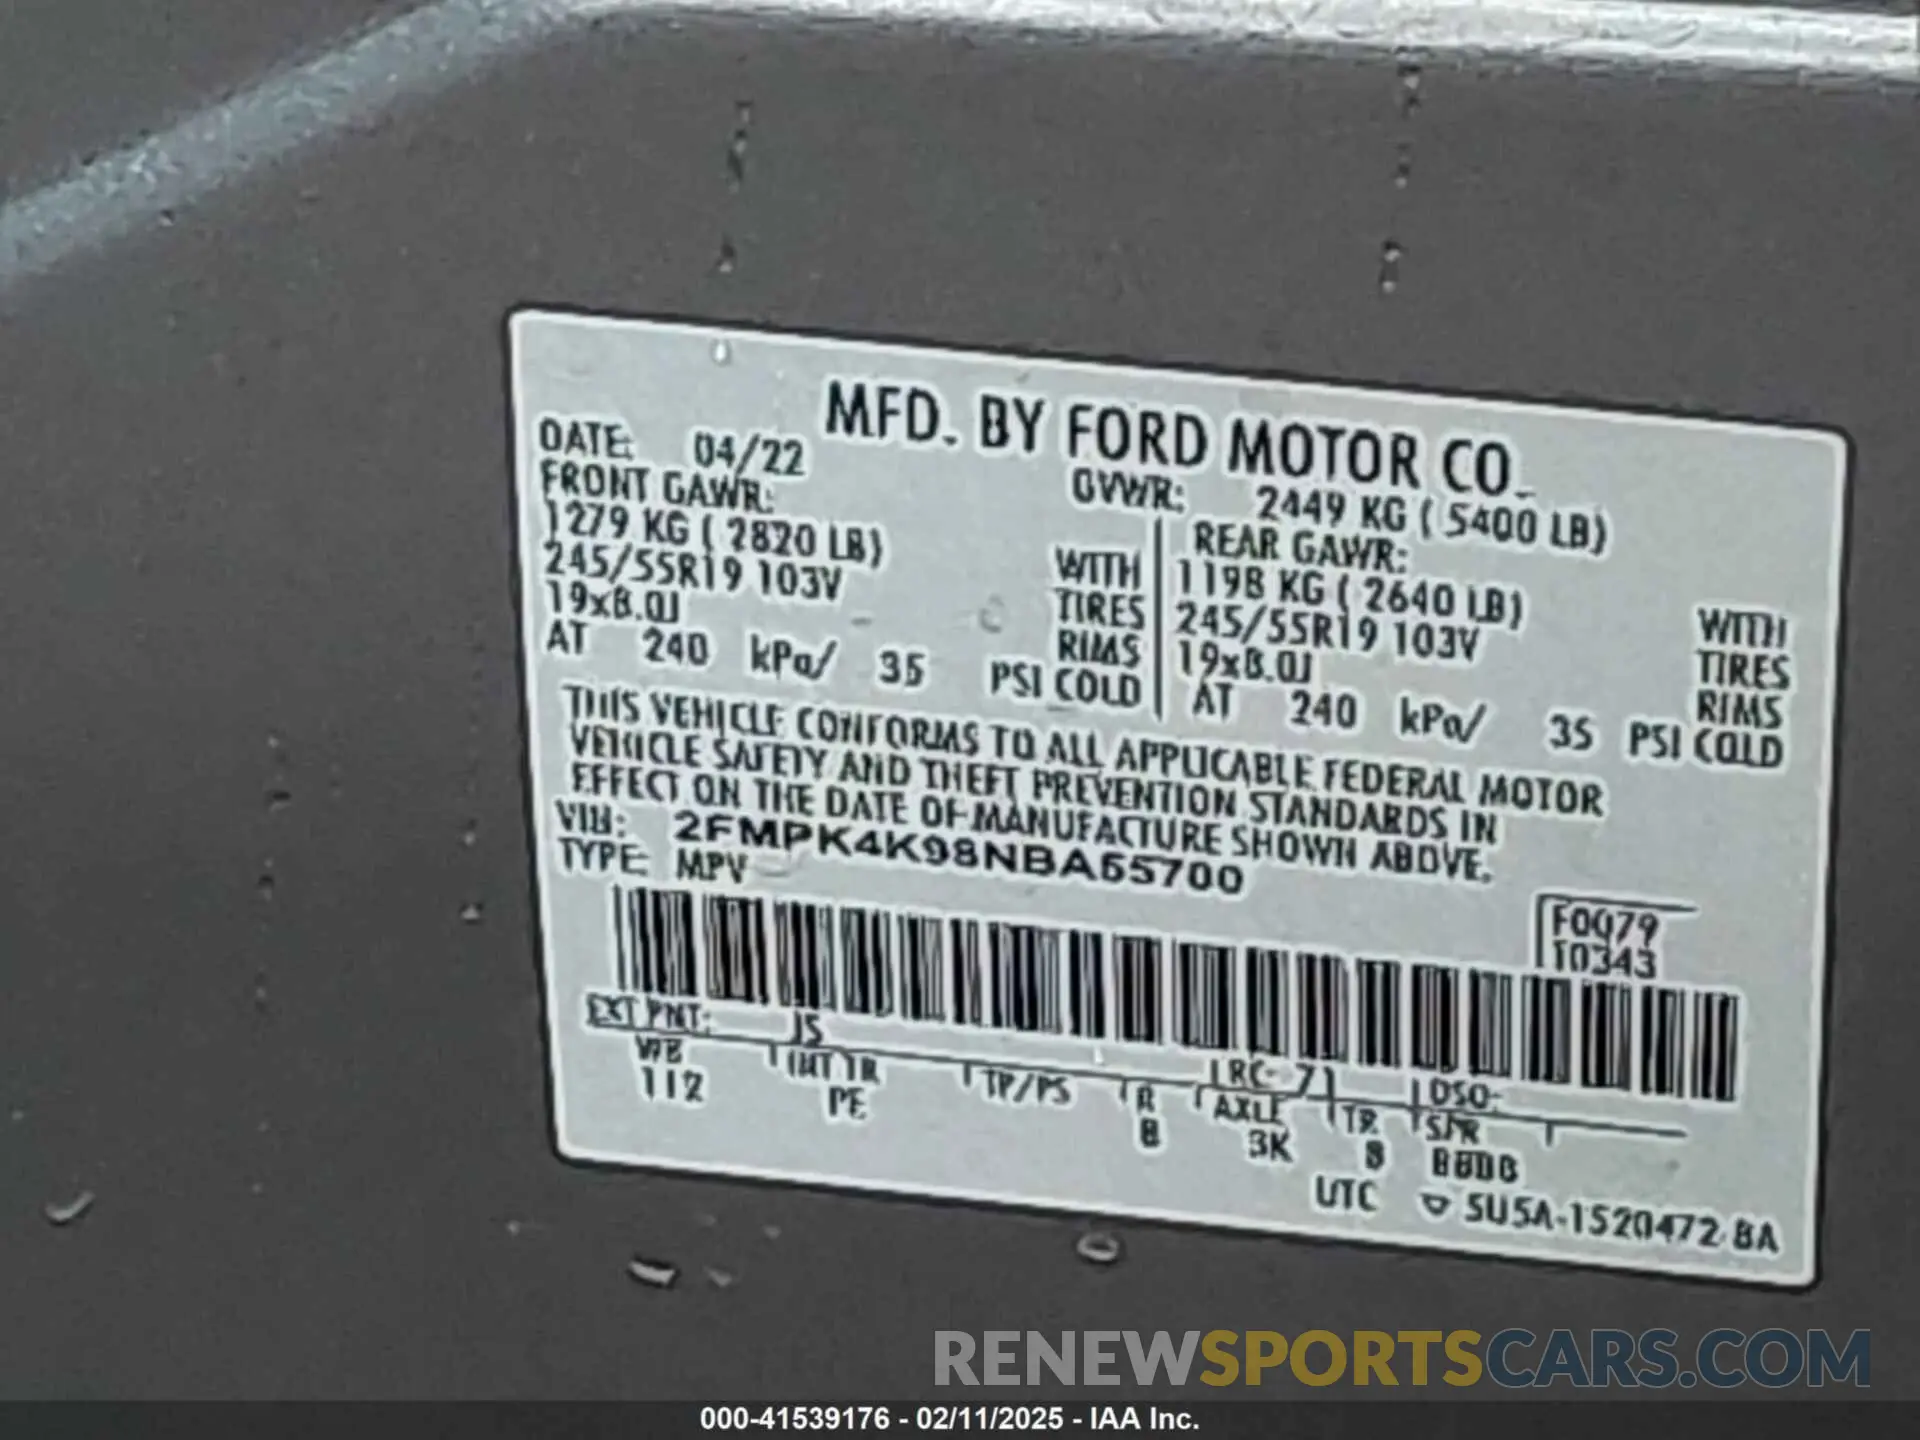 MFD. BY FORD MOTOR CO.
DATE: 04/22
GVWR: 2449 KG ( 5400 LB)
FRONT GAWR:
1279 KG ( 2820 LB)
WITH
245/55R19 103V
TIRES
19x8.0J
RIMS
AT 240 kPa/ 35 PSI COLD
REAR GAWR:
1198 KG ( 2640 LB)
WITH
245/55R19 103V
TIRES
19x8.0J
RIMS
AT 240 kPa/ 35 PSI COLD
THIS VEHICLE CONFORMS TO ALL APPLICABLE FEDERAL MOTOR
VEHICLE SAFETY AND THEFT PREVENTION STANDARDS IN
EFFECT ON THE DATE OF MANUFACTURE SHOWN ABOVE.
VIN: 2FMPK4K98NBA65700
TYPE: MPV
T0343
EXT PNT: JS
RC: 71
DSO:
WB
INT TR
TP/PS
R
AXLE
TR
S/R
112
PE
3K
8
UTC
5U5A-1520472 BA
RENEWSPORTSCARS.COM
000-41539176 - 02/11/2025 - IAA Inc.